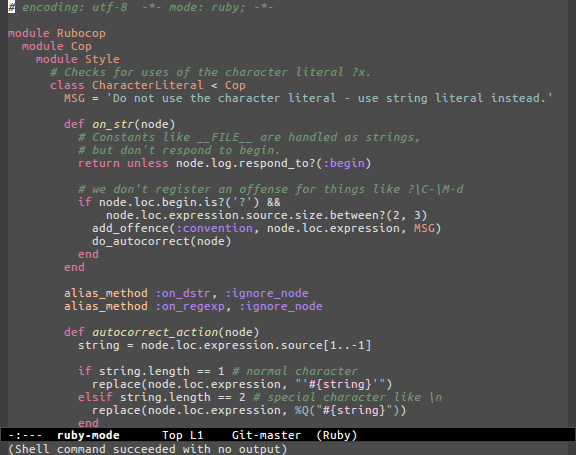 # encoding: utf-8  -*- mode: ruby; -*-

module Rubocop
  module Cop
    module Style
      # Checks for uses of the character literal ?x.
      class CharacterLiteral < Cop
        MSG = 'Do not use the character literal - use string literal instead.'

        def on_str(node)
          # Constants like __FILE__ are handled as strings,
          # but don't respond to begin.
          return unless node.log.respond_to?(:begin)

          # we don't register an offense for things like ?\C-\M-d
          if node.loc.begin.is?('?') &&
              node.loc.expression.source.size.between?(2, 3)
            add_offence(:convention, node.loc.expression, MSG)
            do_autocorrect(node)
          end
        end

        alias_method :on_dstr, :ignore_node
        alias_method :on_regexp, :ignore_node

        def autocorrect_action(node)
          string = node.loc.expression.source[1..-1]

          if string.length == 1 # normal character
            replace(node.loc.expression, "'#{string}'")
          elsif string.length == 2 # special character like \n
            replace(node.loc.expression, %Q("#{string}"))
          end
-:---  ruby-mode      Top L1    Git-master  (Ruby)
(Shell command succeeded with no output)